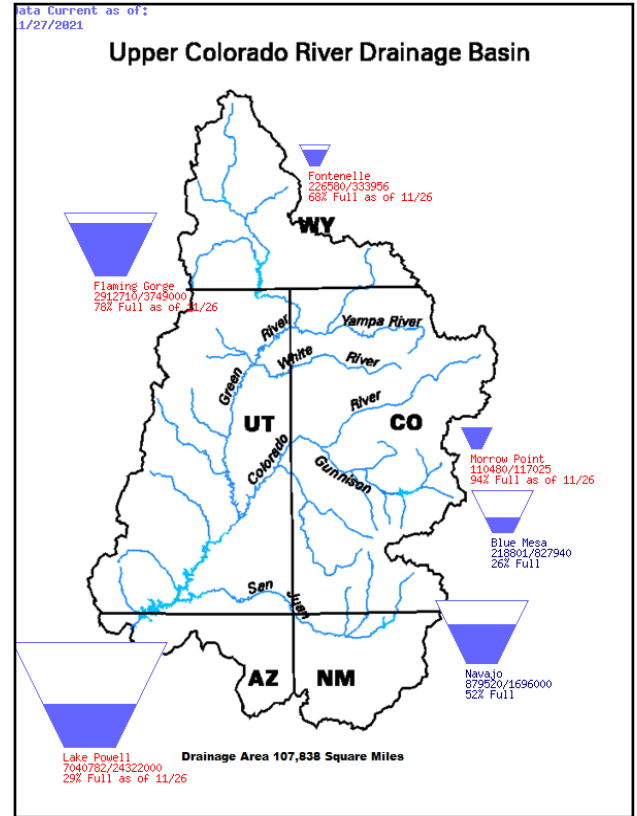 Data Current as of:
11/27/2021
Upper Colorado River Drainage Basin
Fontenelle
226580/333956
68% Full as of 11/26
WY
Flaming Gorge
2912710/3749000
78% Full as of 11/26
Yampa River
River
White
River
Green
River
UT
CO
Colorado
Gunnison
Morrow Point
110480/117025
94% Full as of 11/26
Blue Mesa
218801/827940
26% Full
San
Juan
Navajo
879520/1696000
52% Full
AZ
NM
Drainage Area 107,838 Square Miles
Lake Powell
7040782/24322000
29% Full as of 11/26